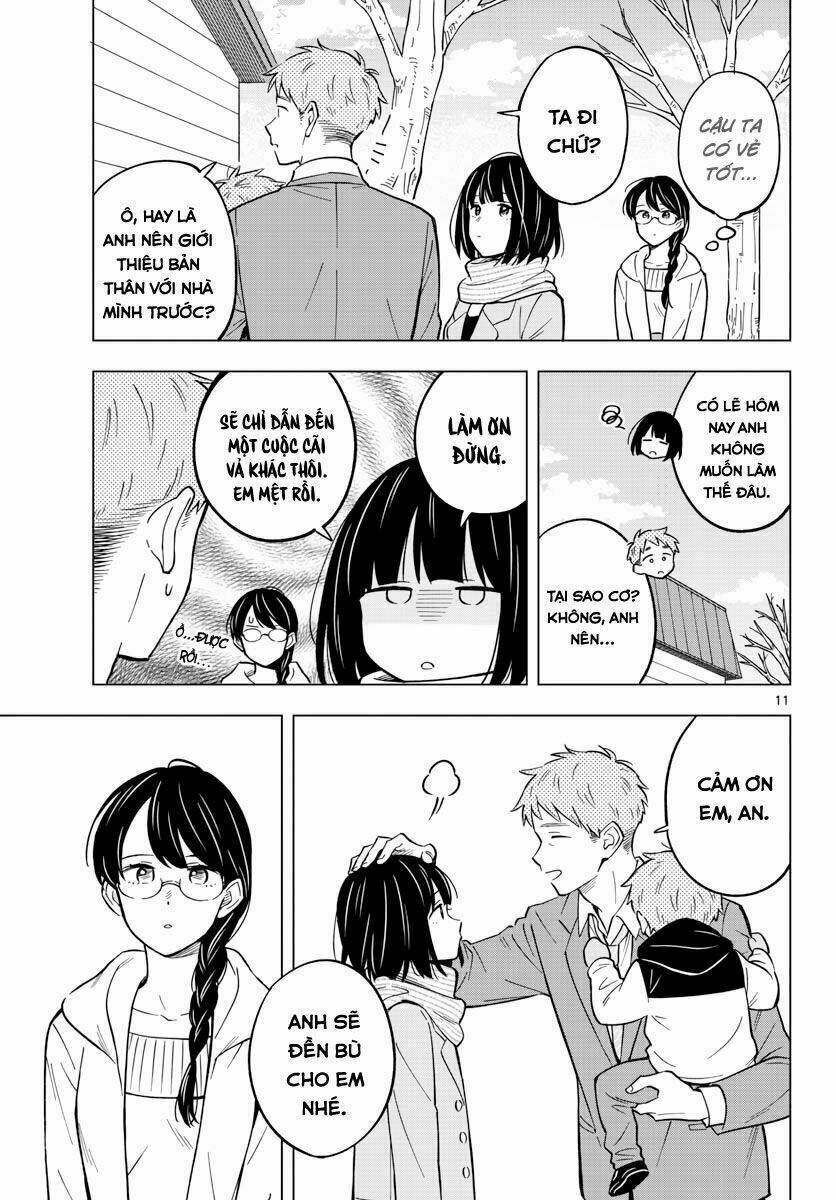 CẬU TA
CÓ VẺ
TỐT...
TA ĐI
CHỨ?
Ồ, HAY LÀ
ANH NÊN GIỚI
THIỆU BẢN
THÂN VỚI NHÀ
MÌNH TRƯỚC?
CÓ LẼ HÔM
NAY ANH
KHÔNG
MUỐN LÀM
THẾ ĐÂU.
TẠI SAO CƠ?
KHÔNG, ANH
NÊN...
LÀM ƠN
ĐỪNG.
SẼ CHỈ DẪN ĐẾN
MỘT CUỘC CÃI
VẢ KHÁC THÔI.
EM MỆT RỒI.
Ồ...ĐƯỢC
RỒI...
11
CẢM ƠN
EM, AN.
ANH SẼ
ĐỀN BÙ
CHO EM
NHÉ.